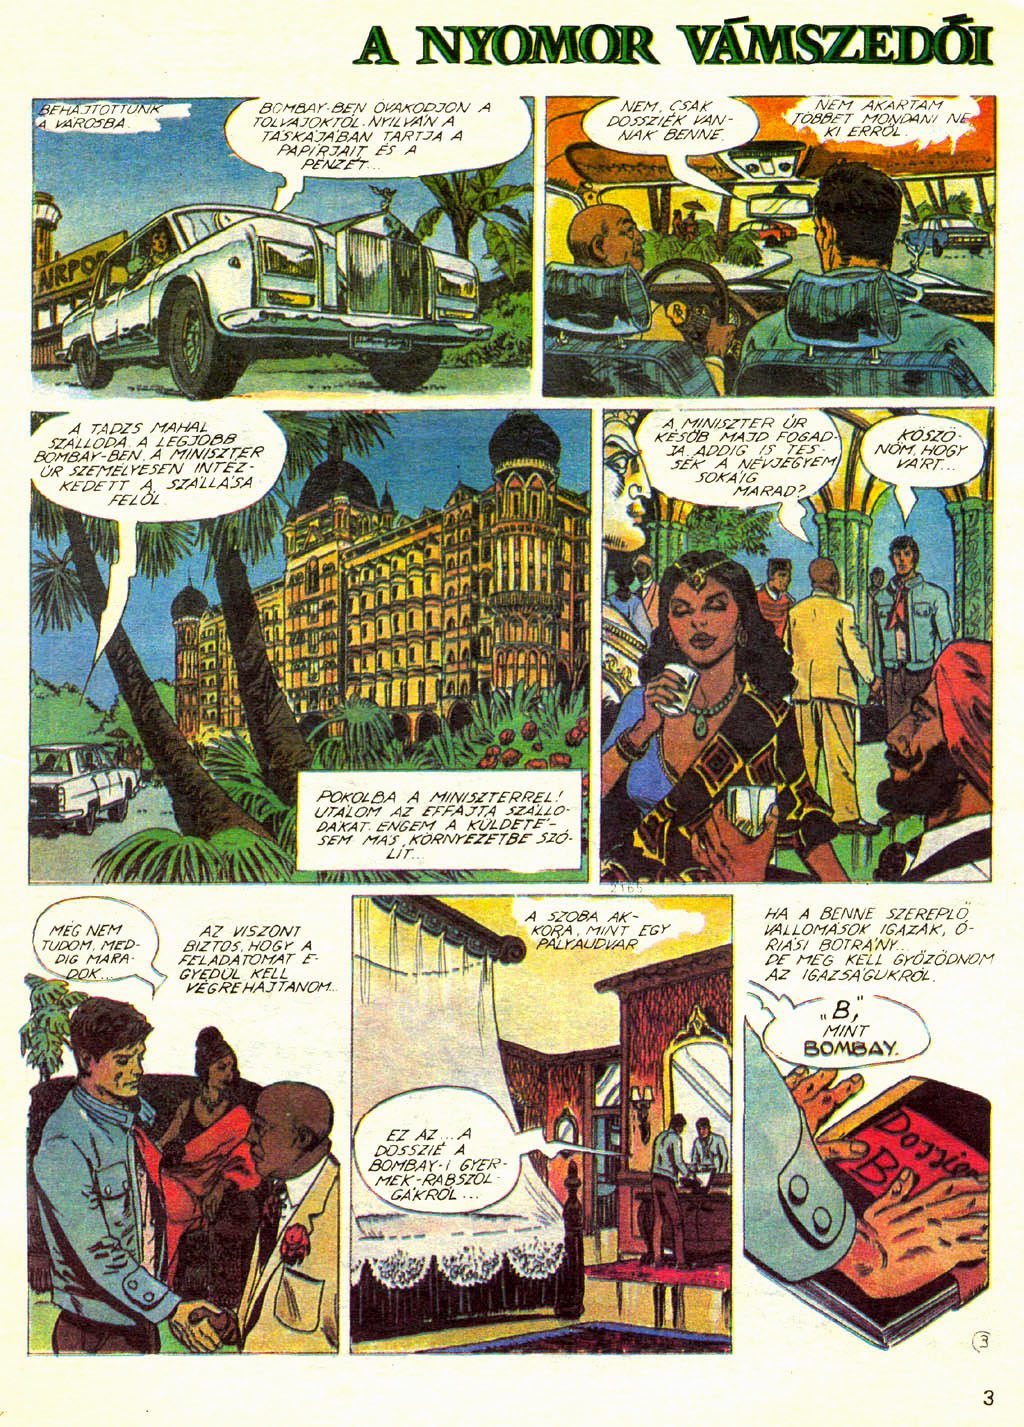 A NYOMOR VÁMSZEDŐI
BEHAJTOTTUNK
A VÁROSBA.
BOMBAY-BEN ÓVAKODJON A
TOLVAJOKTÓL. NYILVÁN A
TÁSKÁJÁBAN TARTJA A
PAPÍRJAIT ÉS A
PÉNZÉT...
AIRPOR
NEM, CSAK
DOSSZIÉK VAN-
NAK BENNE.
NEM AKARTAM
TÖBBET MONDANI NE-
KI ERRŐL.
A TADZS MAHAL
SZÁLLODA. A LEGJOBB
BOMBAY-BEN. A MINISZTER
ÚR SZEMÉLYESEN INTÉZ-
KEDETT A SZÁLLÁSA
FELŐL.
POKOLBA A MINISZTERREL!
UTÁLOM AZ EFFAJTA SZÁLLO-
DÁKAT. ENGEM A KÜLDETÉ-
SEM MÁS KÖRNYEZETBE SZÓ-
LÍT...
A MINISZTER ÚR
KÉSŐB MAJD FOGAD-
JA. ADDIG IS TES-
SÉK A NÉVJEGYEM.
SOKÁIG
MARAD?
KÖSZÖ-
NÖM, HOGY
VÁRT...
2165
MÉG NEM
TUDOM, MED-
DIG MARA-
DOK...
AZ VISZONT
BIZTOS, HOGY A
FELADATOMAT E-
GYEDÜL KELL
VÉGREHAJTANOM...
A SZOBA AK-
KORA, MINT EGY
PÁLYAUDVAR
EZ AZ... A
DOSSZIÉ A
BOMBAY-I GYER-
MEK-RABSZOL-
GÁKRÓL...
HA A BENNE SZEREPLŐ
VALLOMÁSOK IGAZAK, Ó-
RIÁSI BOTRÁNY...
DE MEG KELL GYŐZŐDNÖM
AZ IGAZSÁGUKRÓL.
„B,"
MINT
BOMBAY.
Dossier
B
3
3